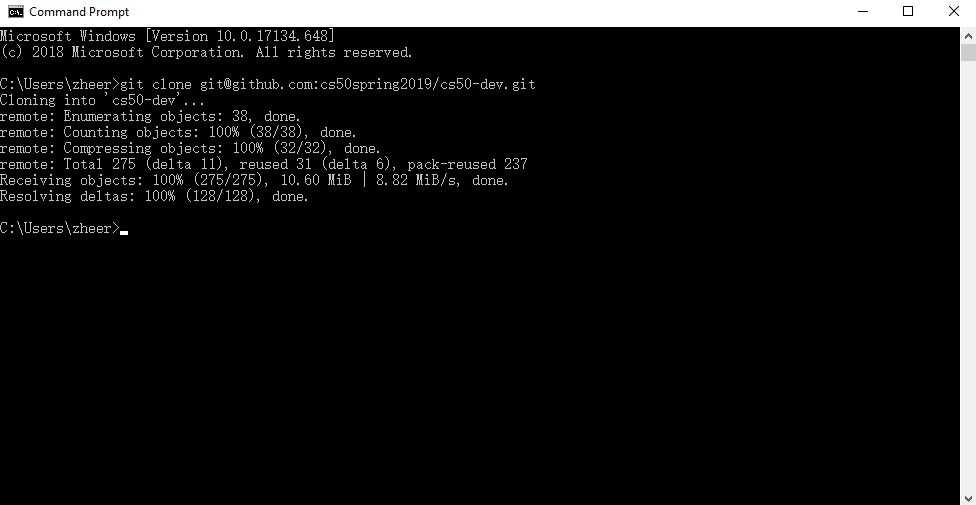 Command Prompt
Microsoft Windows [Version 10.0.17134.648]
(c) 2018 Microsoft Corporation. All rights reserved.
C:\Users\zheer>git clone git@github.com:cs50spring2019/cs50-dev.git
Cloning into 'cs50-dev'...
remote: Enumerating objects: 38, done.
remote: Counting objects: 100% (38/38), done.
remote: Compressing objects: 100% (32/32), done.
remote: Total 275 (delta 11), reused 31 (delta 6), pack-reused 237
Receiving objects: 100% (275/275), 10.60 MiB | 8.82 MiB/s, done.
Resolving deltas: 100% (128/128), done.
C:\Users\zheer>